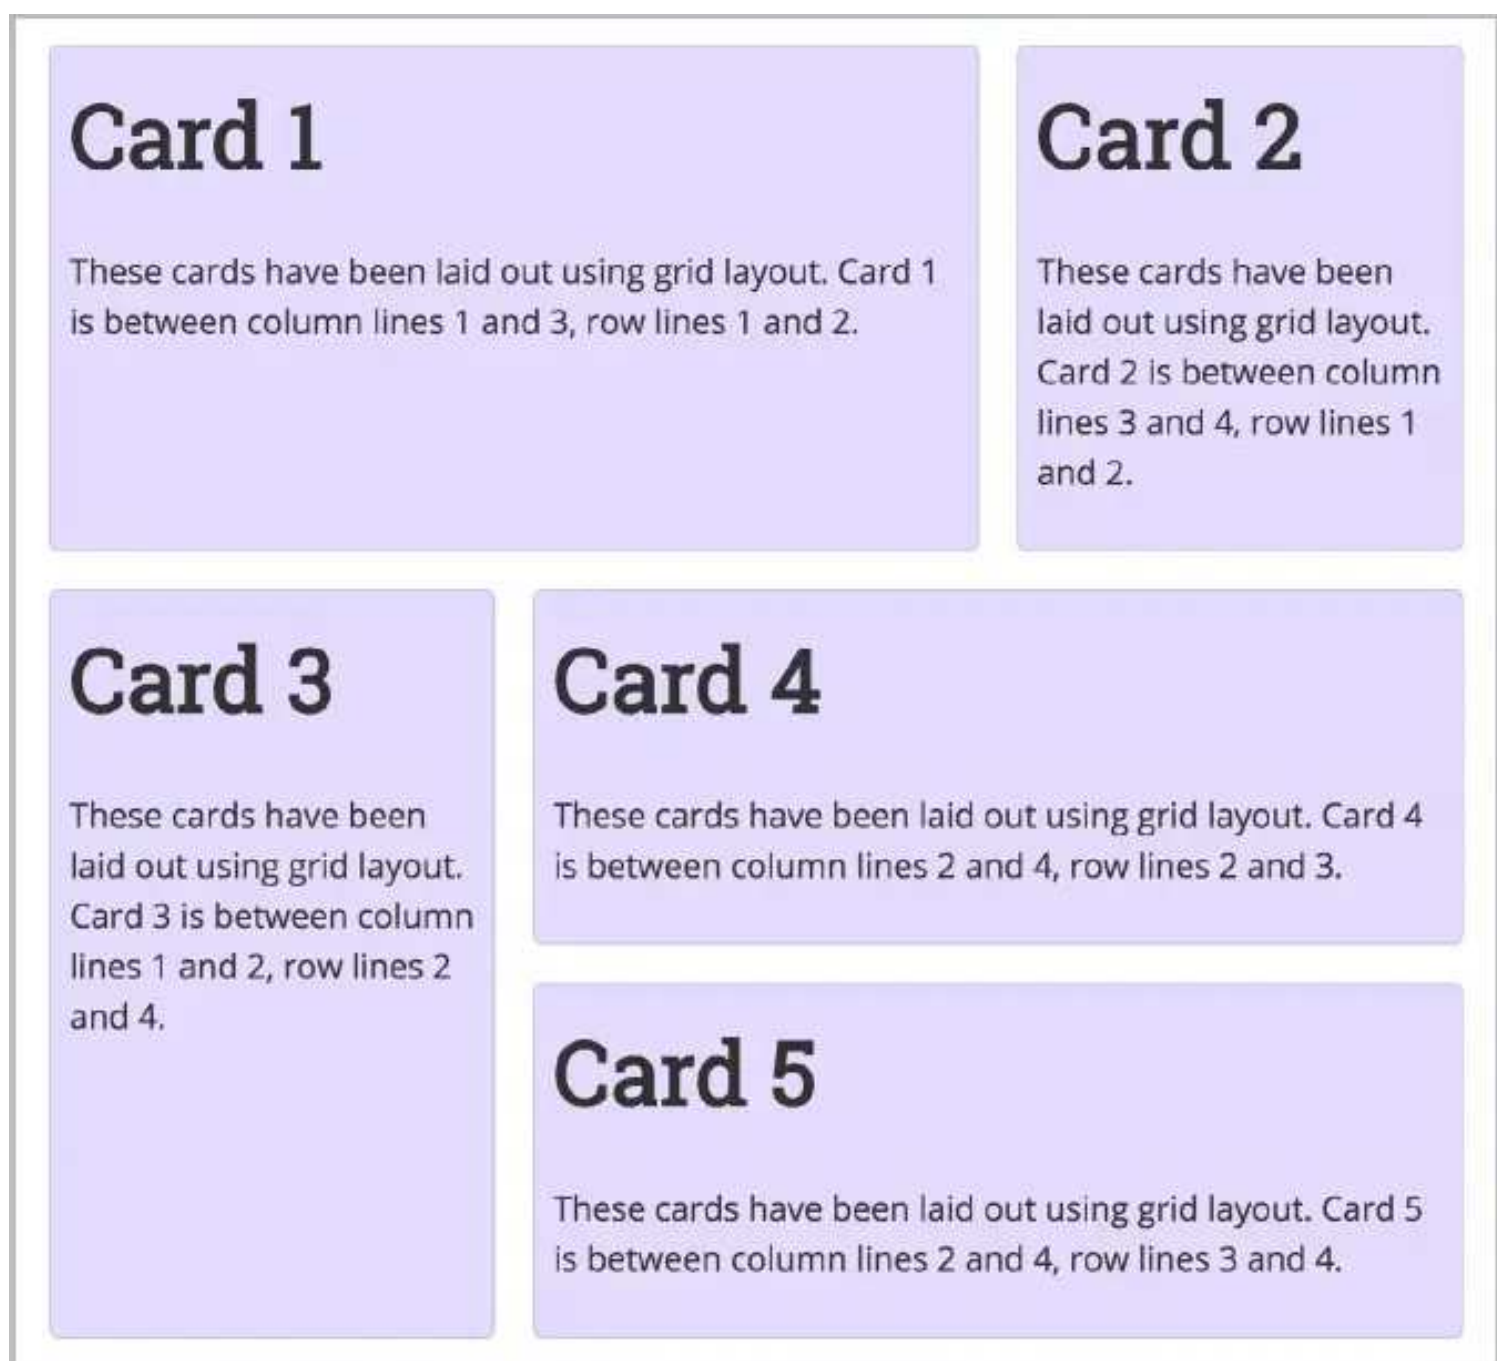 Card 1
These cards have been laid out using grid layout. Card 1
is between column lines 1 and 3, row lines 1 and 2.
Card 2
These cards have been
laid out using grid layout.
Card 2 is between column
lines 3 and 4, row lines 1
and 2.
Card 3
These cards have been
laid out using grid layout.
Card 3 is between column
lines 1 and 2, row lines 2
and 4.
Card 4
These cards have been laid out using grid layout. Card 4
is between column lines 2 and 4, row lines 2 and 3.
Card 5
These cards have been laid out using grid layout. Card 5
is between column lines 2 and 4, row lines 3 and 4.